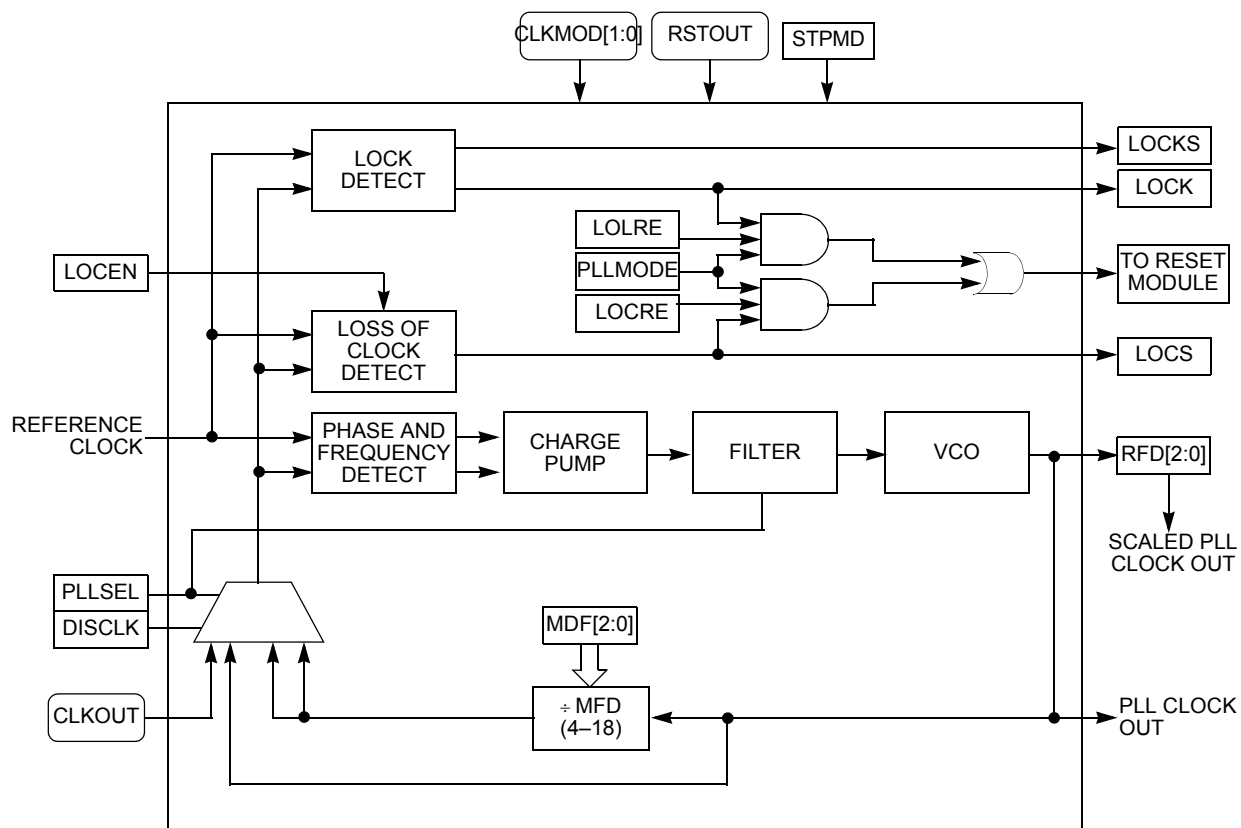 CLKMOD[1:0]
RSTOUT
STPMD
LOCK
DETECT
LOCKS
LOCK
LOLRE
PLLMODE
LOCRE
LOCEN
TO RESET
MODULE
LOSS OF
CLOCK
DETECT
LOCS
REFERENCE
CLOCK
PHASE AND
FREQUENCY
DETECT
CHARGE
PUMP
FILTER
VCO
RFD[2:0]
SCALED PLL
CLOCK OUT
PLLSEL
DISCLK
MDF[2:0]
CLKOUT
÷ MFD
(4–18)
PLL CLOCK
OUT